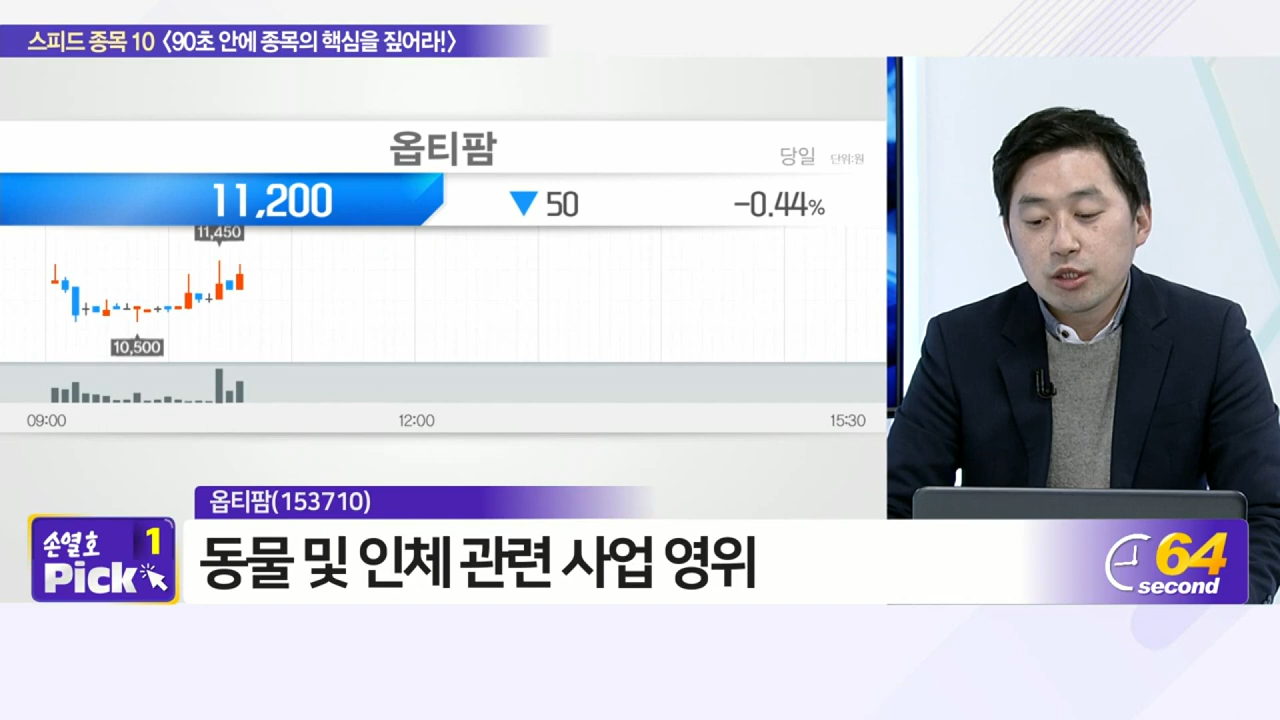 스피드 종목 10 〈90초 안에 종목의 핵심을 짚어라!〉
옵티팜
당일 단위:원
11,200 ▼50 -0.44%
11,450
10,500
09:00 12:00 15:30
옵티팜(153710)
손열호 1
Pick
동물 및 인체 관련 사업 영위
64
second